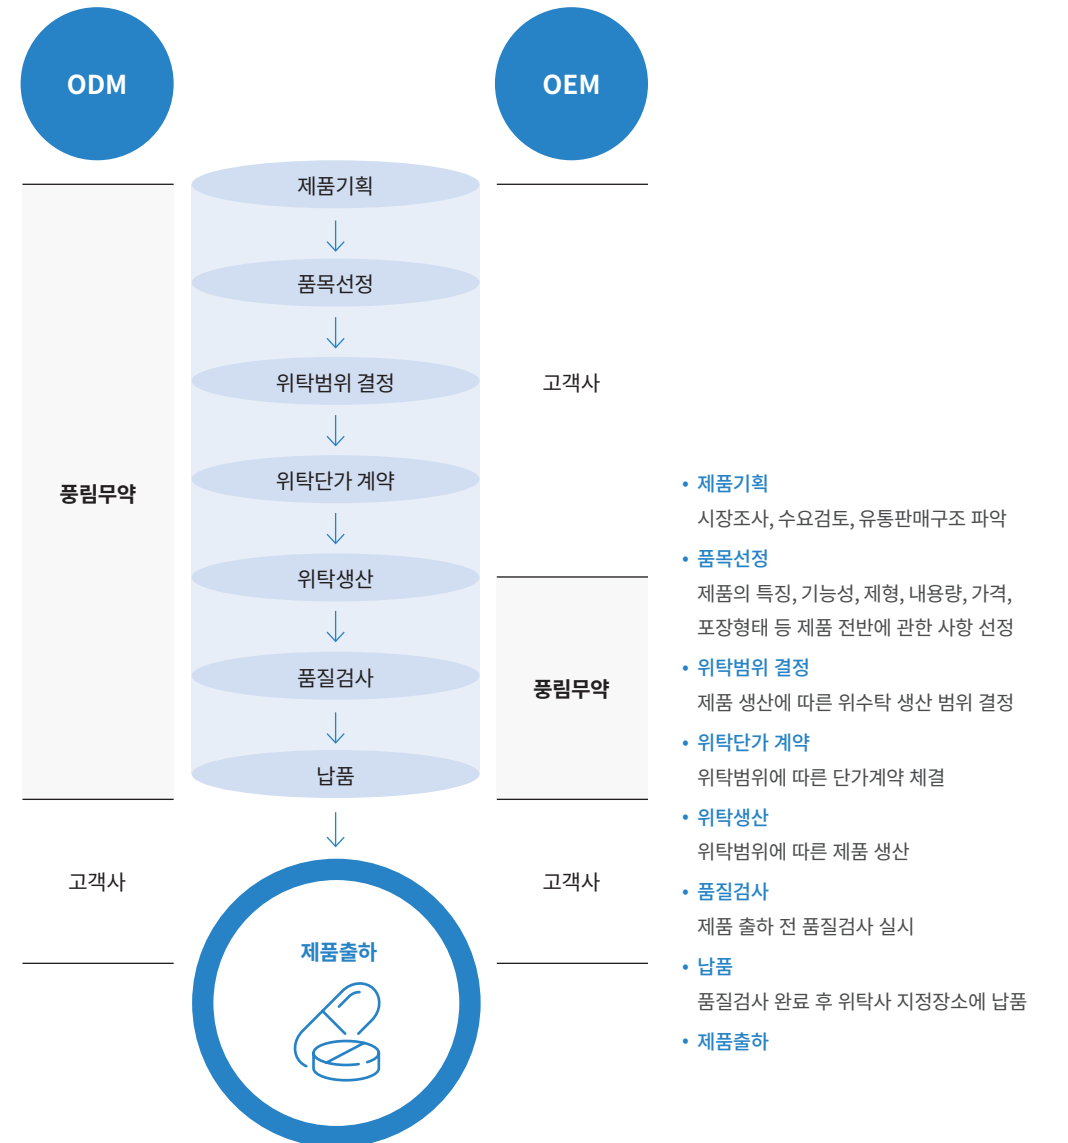 ODM
OEM
제품기획
품목선정
위탁범위 결정
고객사
위탁단가 계약
풍림무약
위탁생산
품질검사
풍림무약
납품
고객사
고객사
제품출하
• 제품기획
시장조사, 수요검토, 유통판매구조 파악
• 품목선정
제품의 특징, 기능성, 제형, 내용량, 가격,
포장형태 등 제품 전반에 관한 사항 선정
• 위탁범위 결정
제품 생산에 따른 위수탁 생산 범위 결정
• 위탁단가 계약
위탁범위에 따른 단가계약 체결
• 위탁생산
위탁범위에 따른 제품 생산
• 품질검사
제품 출하 전 품질검사 실시
• 납품
품질검사 완료 후 위탁사 지정장소에 납품
• 제품출하